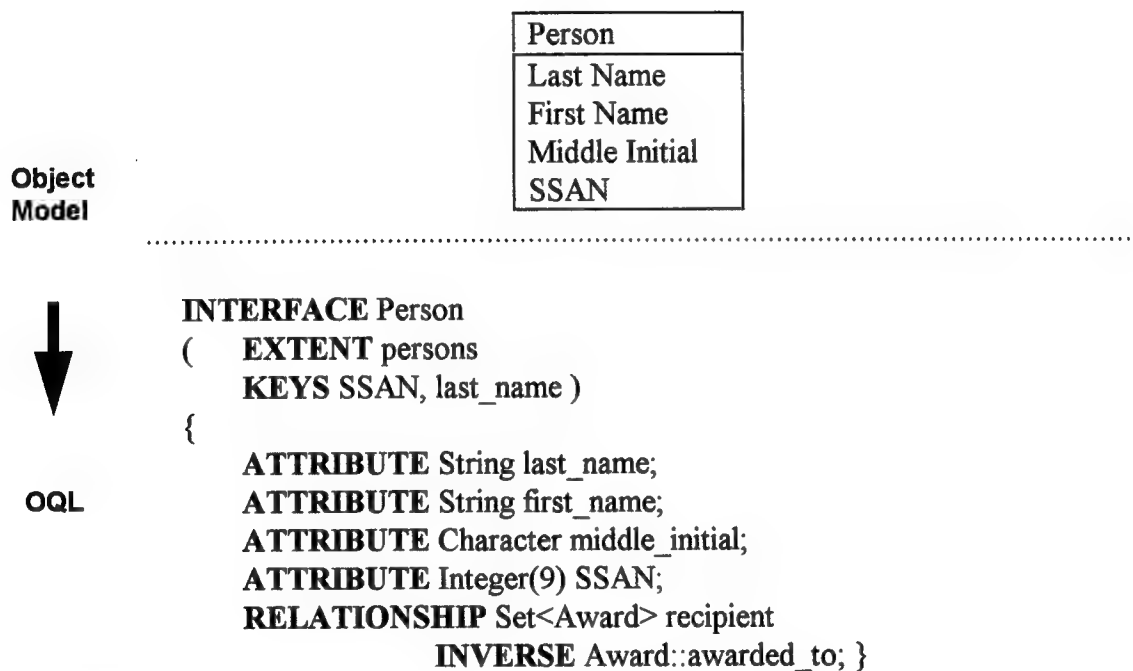 Person
Last Name
First Name
Middle Initial
SSAN
Object
Model
INTERFACE Person
( EXTENT persons
KEYS SSAN, last_name )
{
ATTRIBUTE String last_name;
OQL
ATTRIBUTE String first_name;
ATTRIBUTE Character middle_initial;
ATTRIBUTE Integer(9) SSAN;
RELATIONSHIP Set<Award> recipient
INVERSE Award::awarded_to; }